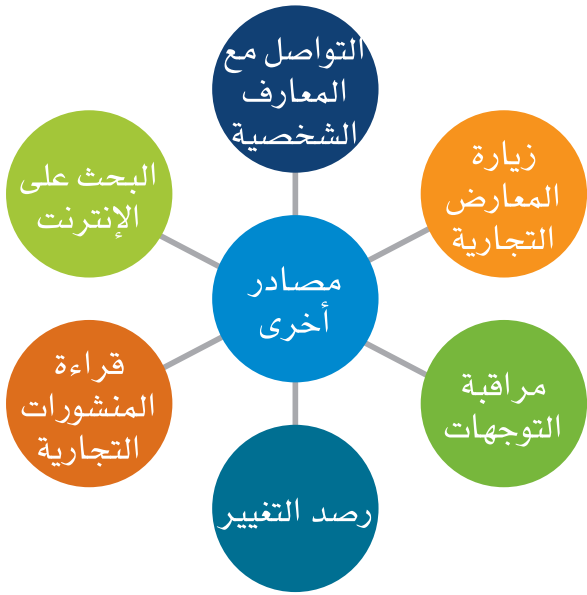 التواصل مع
المعارف
الشخصية
زيارة
المعارض
التجارية
البحث على
الإنترنت
مصادر
أخرى
قراءة
المنشورات
التجارية
مراقبة
التوجهات
رصد التغيير